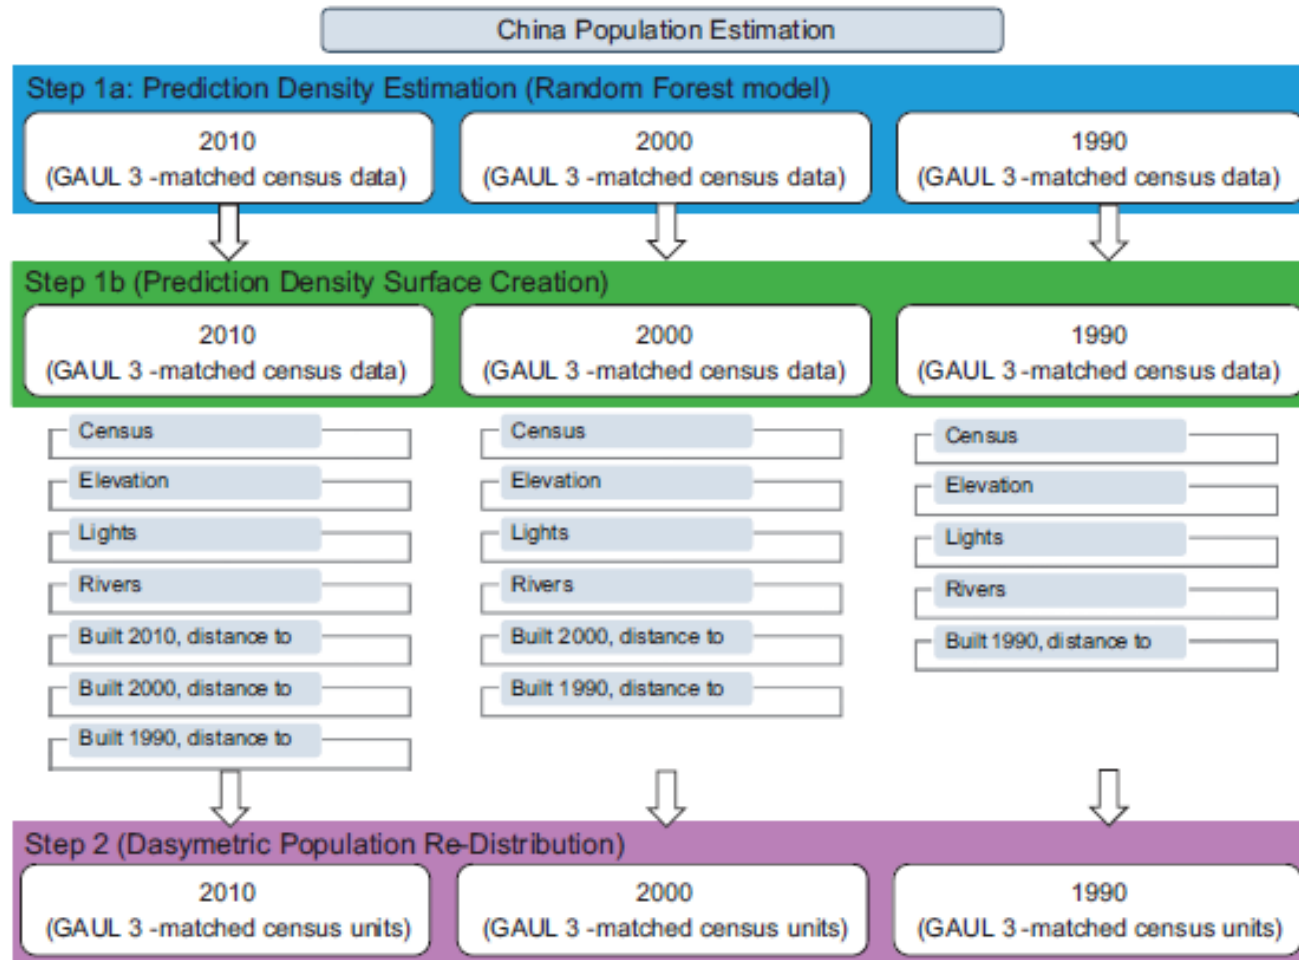 China Population Estimation
Step 1a: Prediction Density Estimation (Random Forest model)
2010
(GAUL 3 -matched census data)
2000
(GAUL 3 -matched census data)
1990
(GAUL 3 -matched census data)
Step 1b (Prediction Density Surface Creation)
2010
(GAUL 3 -matched census data)
2000
(GAUL 3 -matched census data)
1990
(GAUL 3 -matched census data)
Census
Elevation
Lights
Rivers
Built 2010, distance to
Built 2000, distance to
Built 1990, distance to
Census
Elevation
Lights
Rivers
Built 2000, distance to
Built 1990, distance to
Census
Elevation
Lights
Rivers
Built 1990, distance to
Step 2 (Dasymetric Population Re-Distribution)
2010
(GAUL 3 -matched census units)
2000
(GAUL 3 -matched census units)
1990
(GAUL 3 -matched census units)